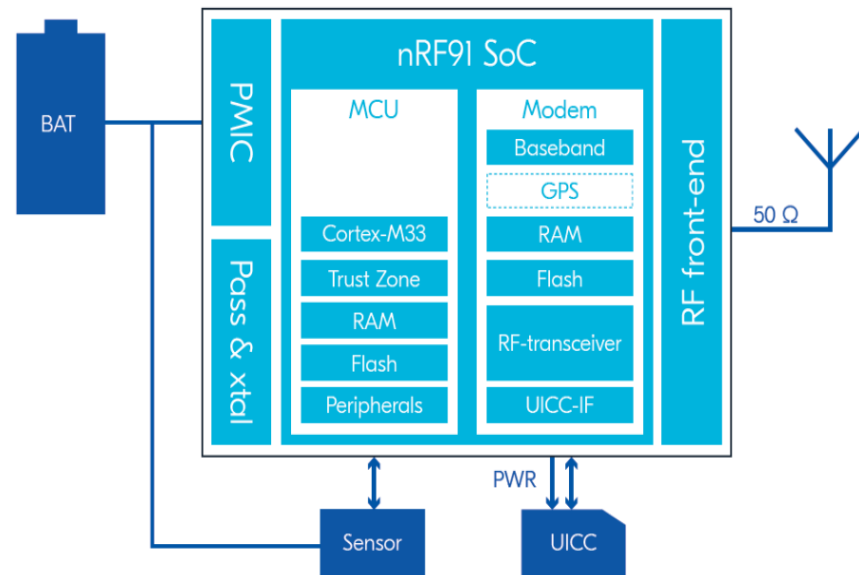 BAT
PMIC
Pass & xtal
nRF91 SoC
MCU
Cortex-M33
Trust Zone
RAM
Flash
Peripherals
Modem
Baseband
GPS
RAM
Flash
RF-transceiver
UICC-IF
RF front-end
50 Ω
PWR
Sensor
UICC